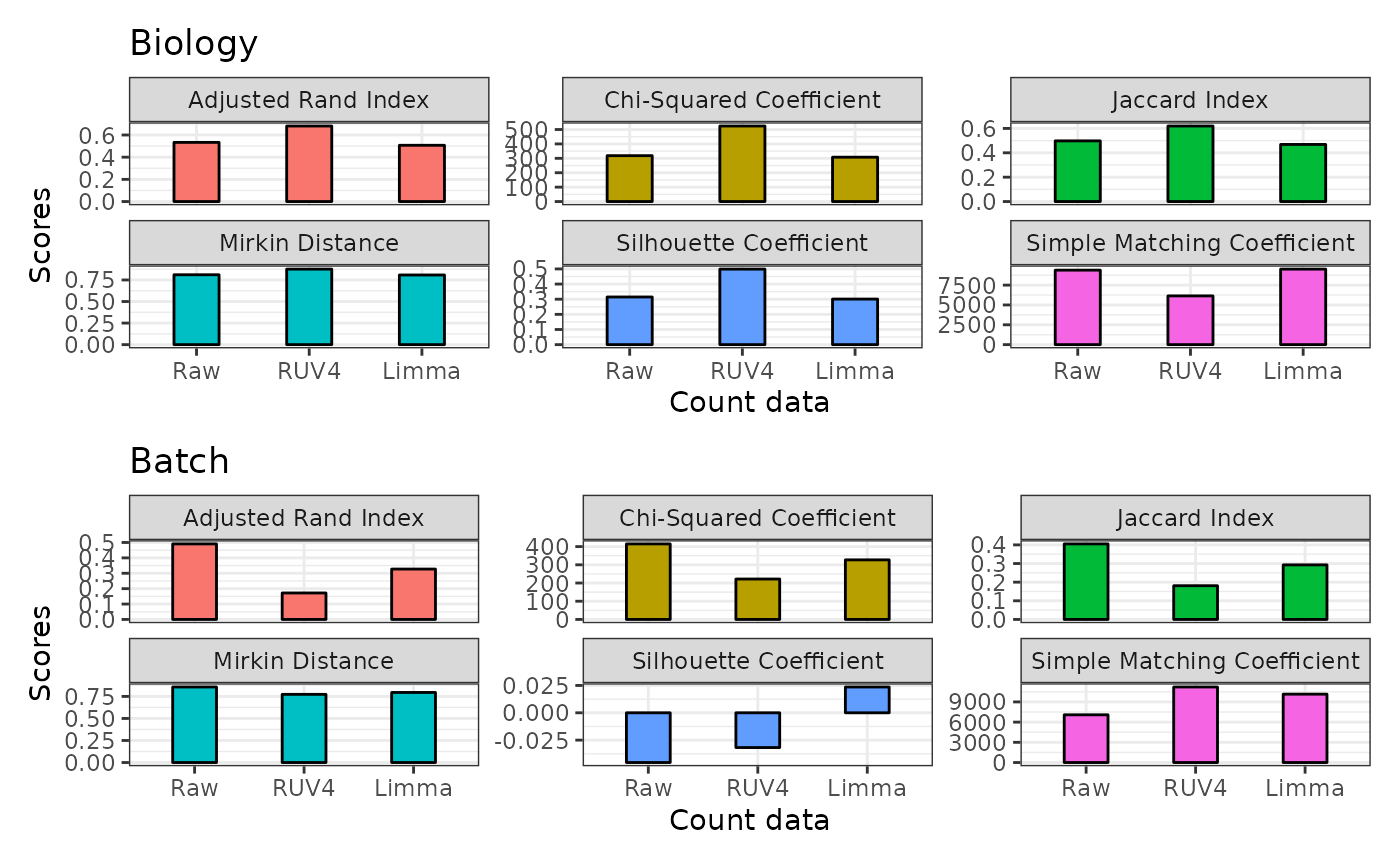 Biology
Adjusted Rand Index
Chi-Squared Coefficient
Jaccard Index
0.6
0.4
0.2
0.0
500
400
300
200
100
0
0.6
0.4
0.2
0.0
Scores
Mirkin Distance
Silhouette Coefficient
Simple Matching Coefficient
0.75
0.50
0.25
0.00
0.5
0.4
0.3
0.2
0.1
0.0
7500
5000
2500
0
Raw RUV4 Limma
Raw RUV4 Limma
Raw RUV4 Limma
Count data
Batch
Adjusted Rand Index
Chi-Squared Coefficient
Jaccard Index
0.5
0.4
0.3
0.2
0.1
0.0
400
300
200
100
0
0.4
0.3
0.2
0.1
0.0
Scores
Mirkin Distance
Silhouette Coefficient
Simple Matching Coefficient
0.75
0.50
0.25
0.00
0.025
0.000
-0.025
9000
6000
3000
0
Raw RUV4 Limma
Raw RUV4 Limma
Raw RUV4 Limma
Count data